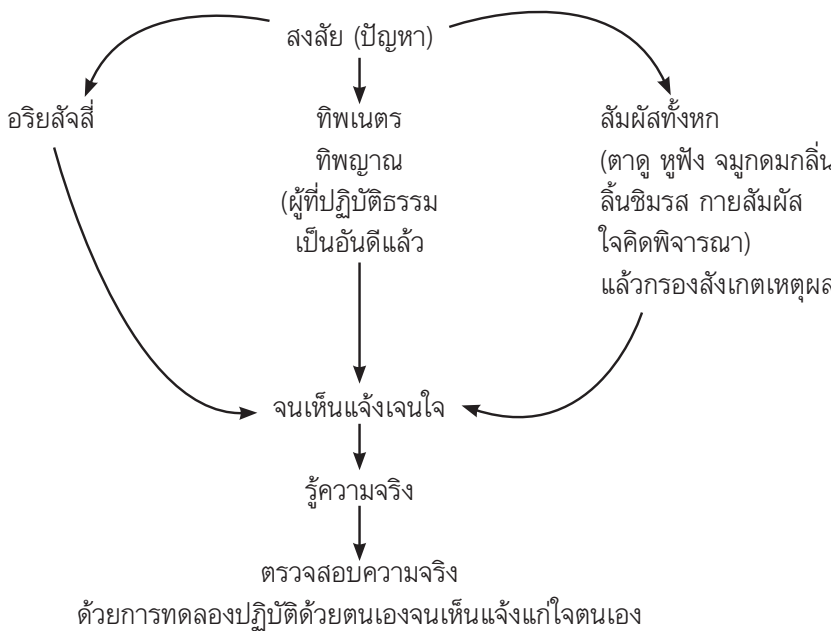 สงสัย (ปัญหา)
อริยสัจสี่
ทิพเนตร
ทิพญาณ
(ผู้ที่ปฏิบัติธรรม
เป็นอันดีแล้ว
สัมผัสทั้งหก
(ตาดู หูฟัง จมูกดมกลิ่น
ลิ้นชิมรส กายสัมผัส
ใจคิดพิจารณา)
แล้วกรองสังเกตเหตุผล
จนเห็นแจ้งเจนใจ
รู้ความจริง
ตรวจสอบความจริง
ด้วยการทดลองปฏิบัติด้วยตนเองจนเห็นแจ้งแก่ใจตนเอง